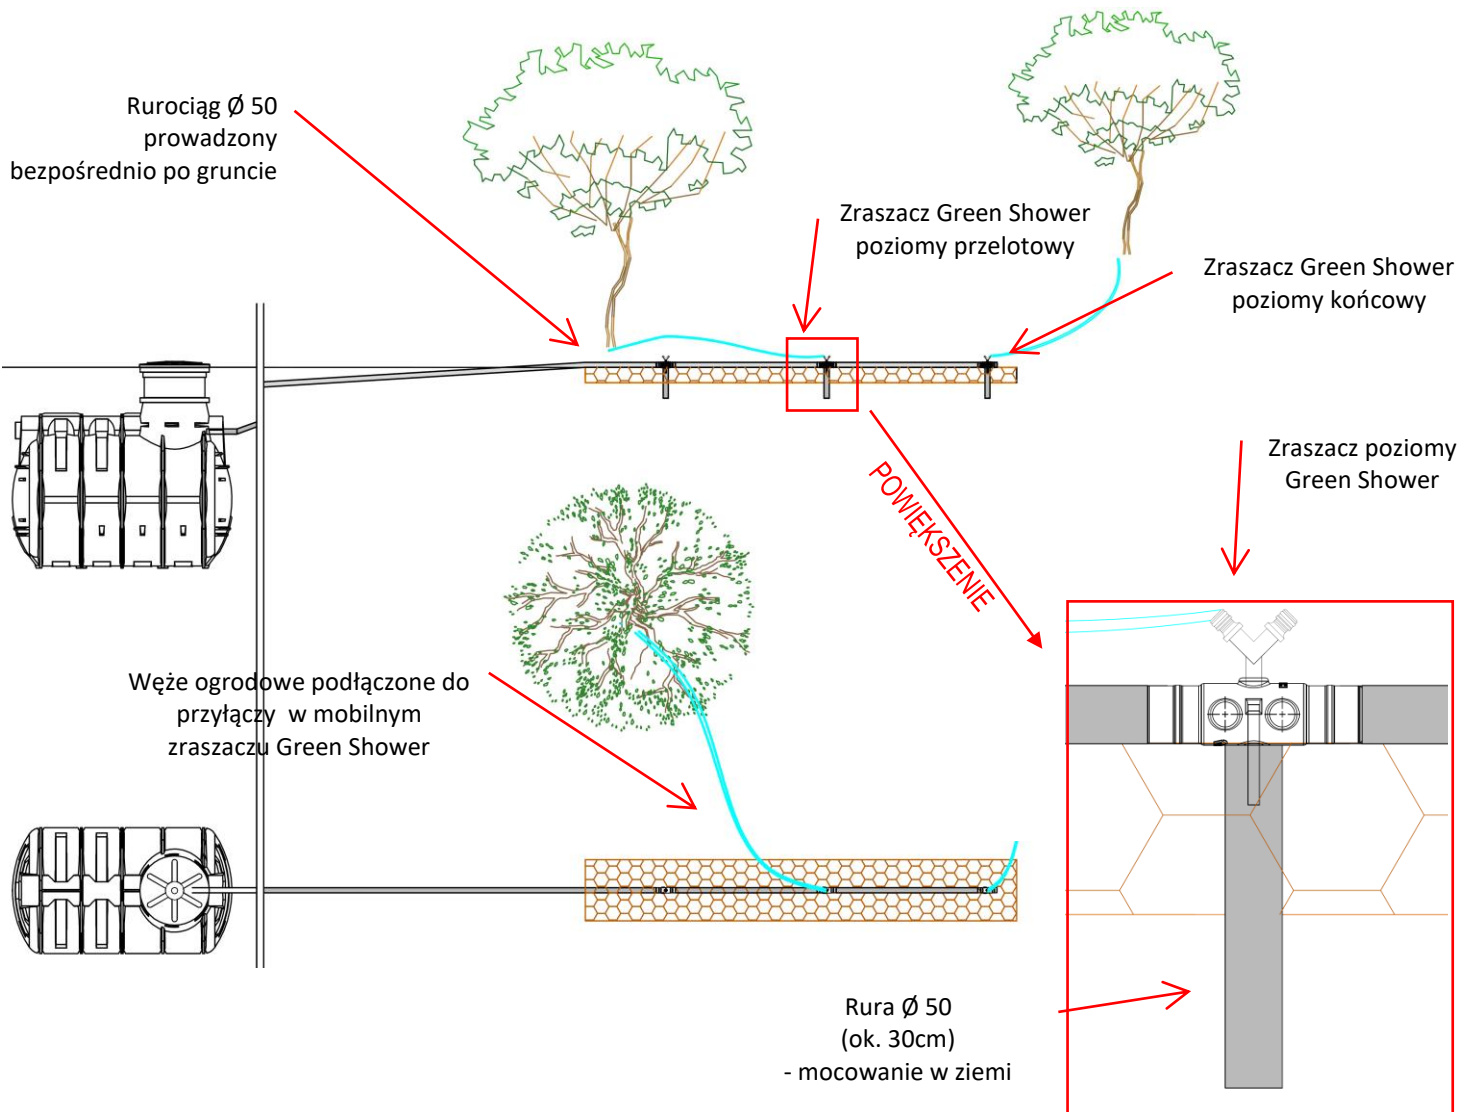 Rurociąg Ø 50
prowadzony
bezpośrednio po gruncie
Zraszacz Green Shower
poziomy przelotowy
Zraszacz Green Shower
poziomy końcowy
Zraszacz poziomy
Green Shower
POWIĘKSZENIE
Węże ogrodowe podłączone do
przyłączy w mobilnym
zraszaczu Green Shower
Rura Ø 50
(ok. 30cm)
- mocowanie w ziemi